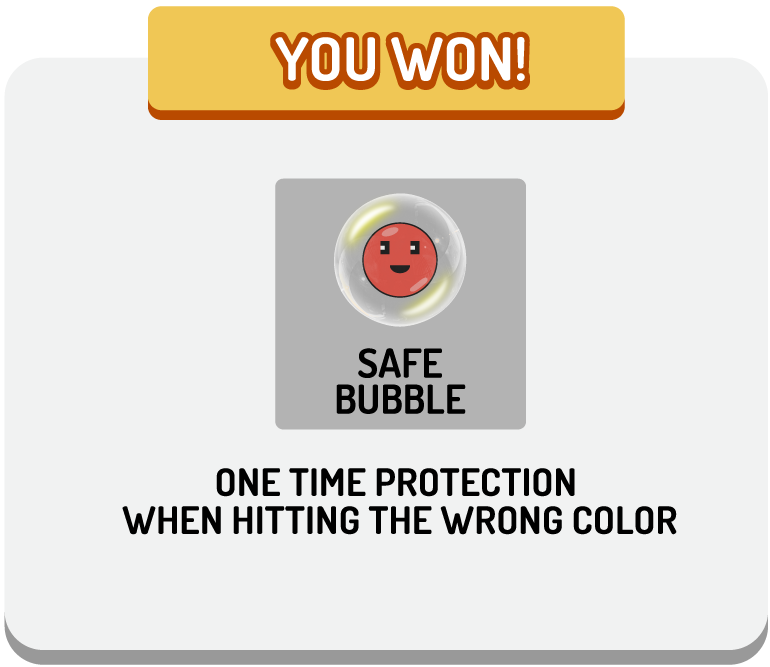 YOU WON!
SAFE
BUBBLE
ONE TIME PROTECTION
WHEN HITTING THE WRONG COLOR